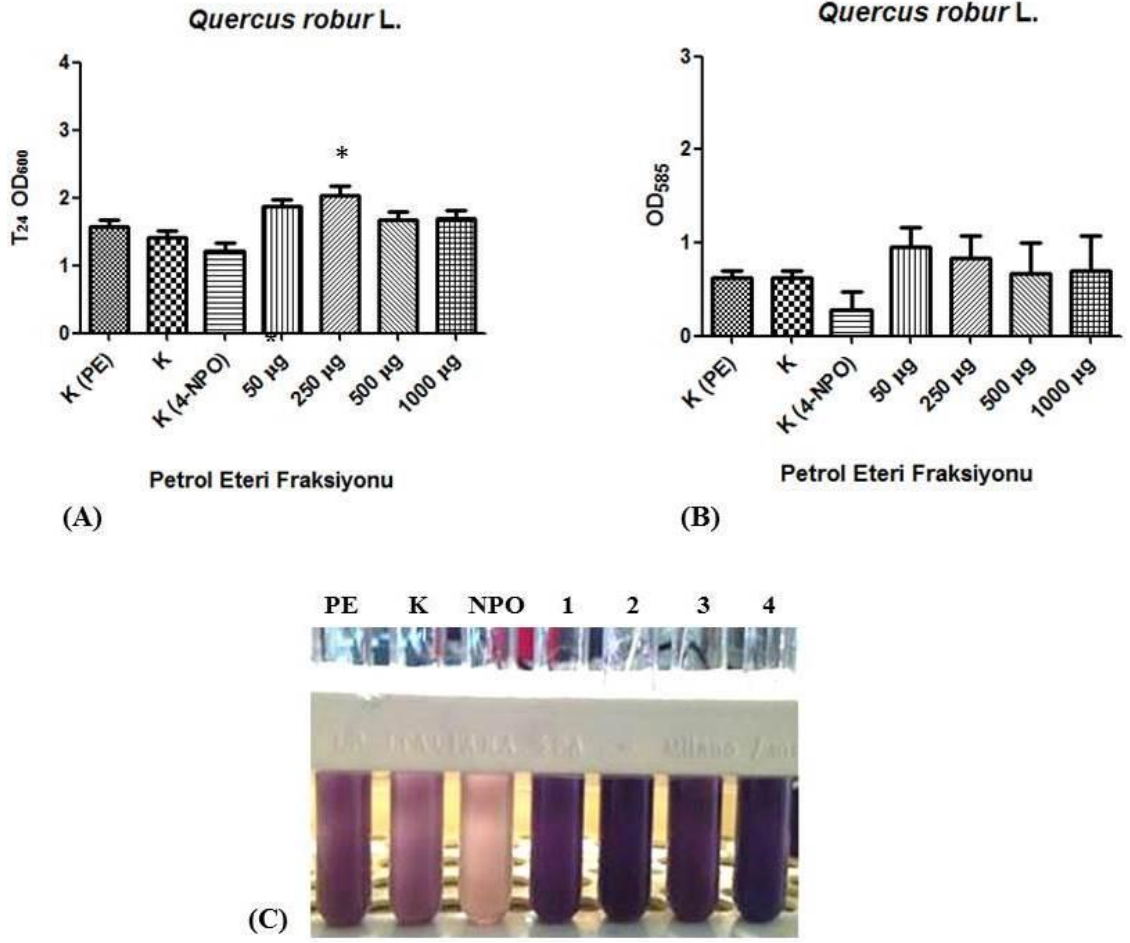 Quercus robur L.
4
3
2
1
0
T24 OD600
*
*
K (PE)
K
K (4-NPO)
50 µg
250 µg
500 µg
1000 µg
Petrol Eteri Fraksiyonu
(A)
Quercus robur L.
3
2
1
0
OD585
K (PE)
K
K (4-NPO)
50 µg
250 µg
500 µg
1000 µg
Petrol Eteri Fraksiyonu
(B)
PE K NPO 1 2 3 4
Milano
(C)